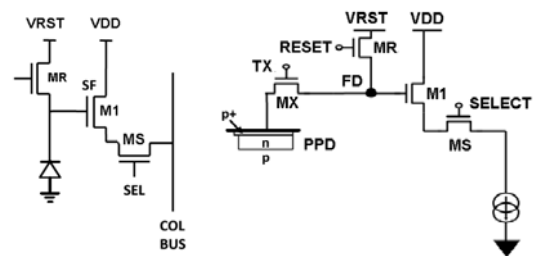 VRST VDD
MR
SF
M1
MS
SEL
COL
BUS
VRST VDD
RESET
MR
TX
FD
M1
MX
SELECT
p+
n
PPD
MS
p